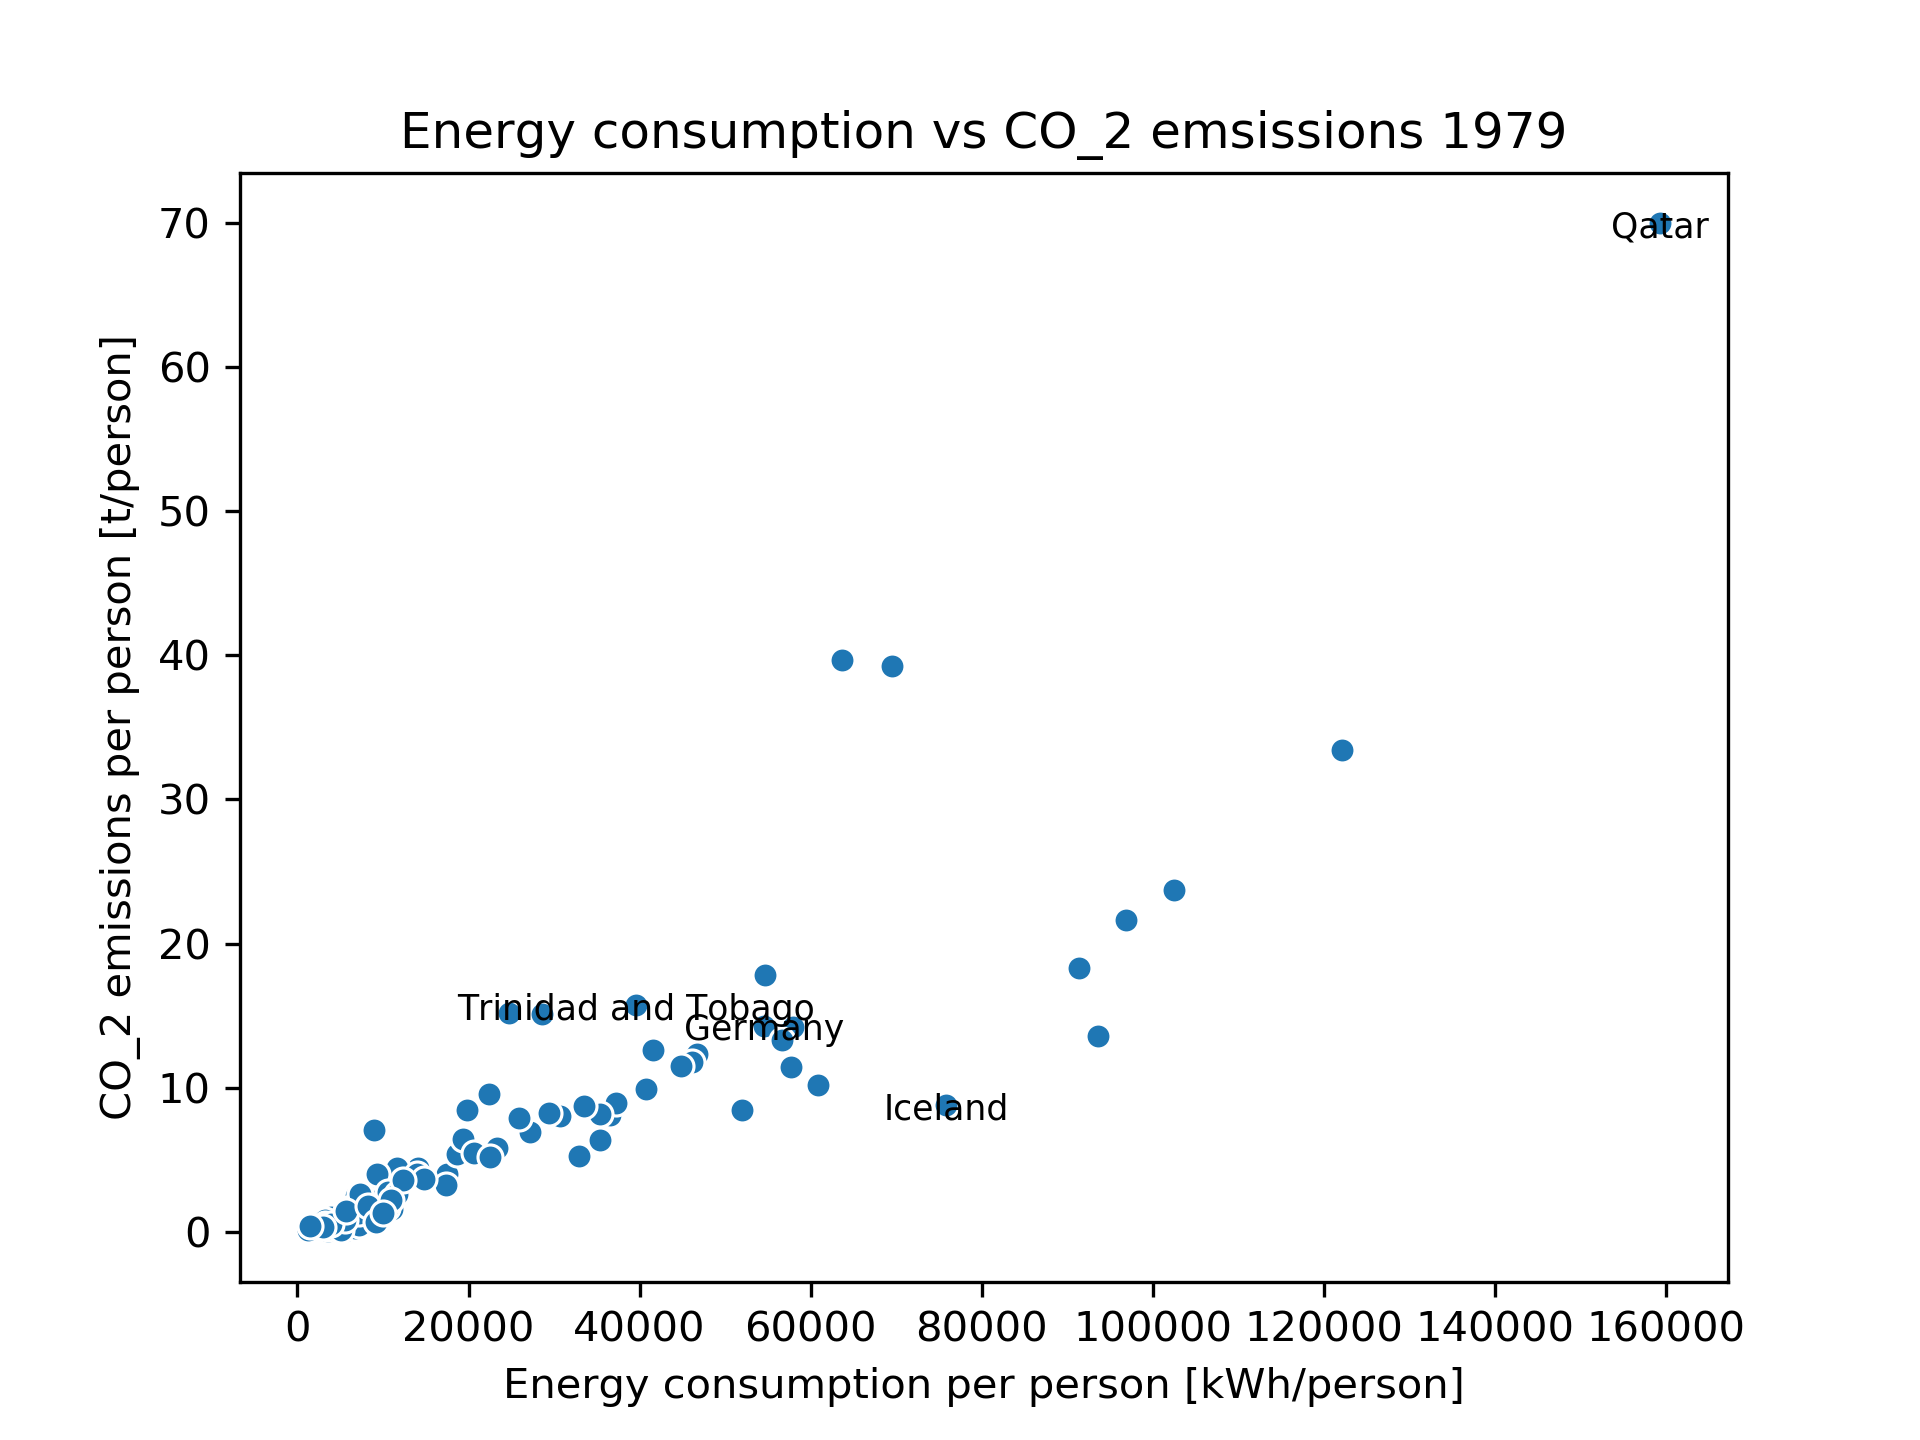 Energy consumption vs CO_2 emsissions 1979
70
60
50
40
30
20
10
0
CO_2 emissions per person [t/person]
Qatar
Trinidad and Tobago
Germany
Iceland
0 20000 40000 60000 80000 100000 120000 140000 160000
Energy consumption per person [kWh/person]